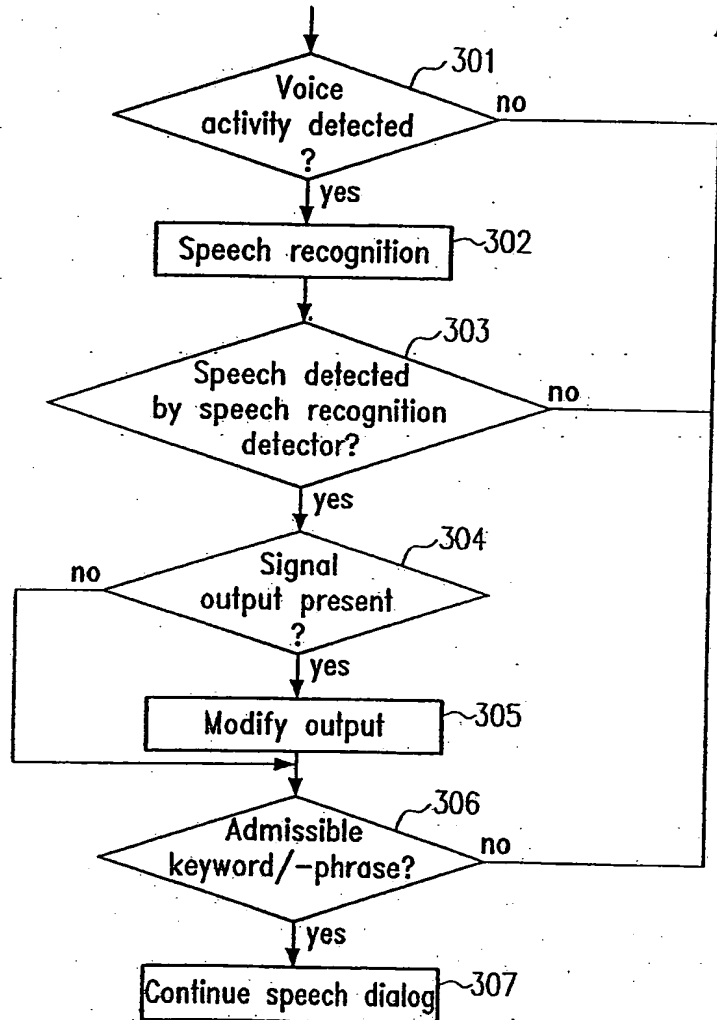 301
Voice
activity detected
?
no
yes
Speech recognition
302
303
Speech detected
by speech recognition
detector?
no
yes
304
Signal
output present
?
no
yes
Modify output
305
306
Admissible
keyword/-phrase?
no
yes
Continue speech dialog
307